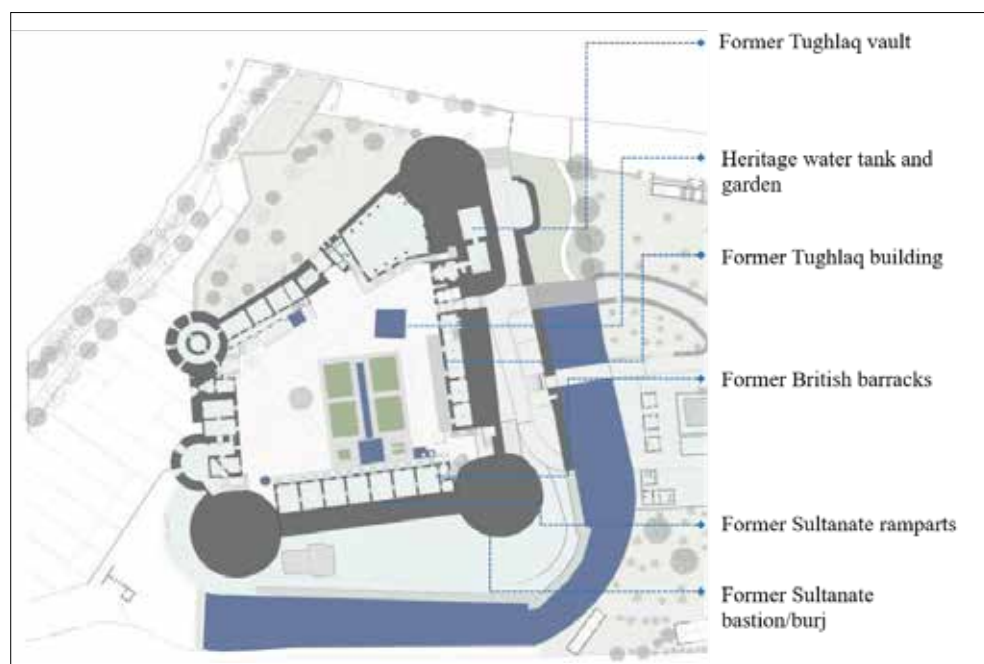 Former Tughlaq vault
Heritage water tank and
garden
Former Tughlaq building
Former British barracks
Former Sultanate ramparts
Former Sultanate
bastion/burj